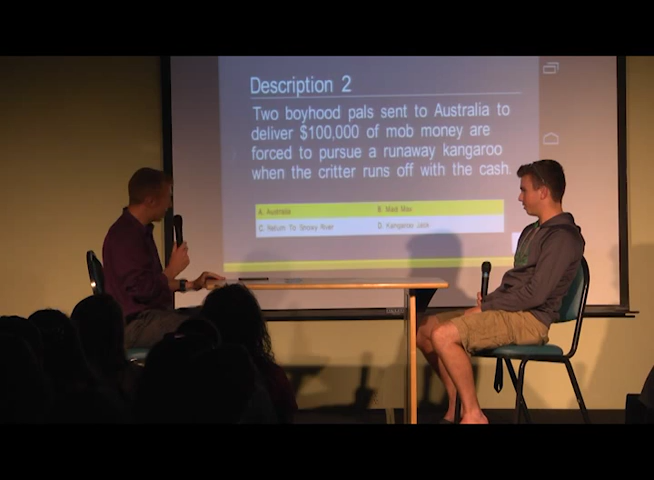 Description 2
Two boyhood pals sent to Australia to
deliver $100,000 of mob money are
forced to pursue a runaway kangaroo
when the critter runs off with the cash.
A. Australia
B. Mad Max
C. Return To Snowy River
D. Kangaroo Jack